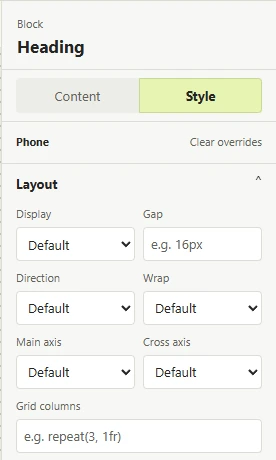 Block
Heading
Content Style
Phone Clear overrides
Layout ^
Display Gap
Default e.g. 16px
Direction Wrap
Default Default
Main axis Cross axis
Default Default
Grid columns
e.g. repeat(3, 1fr)